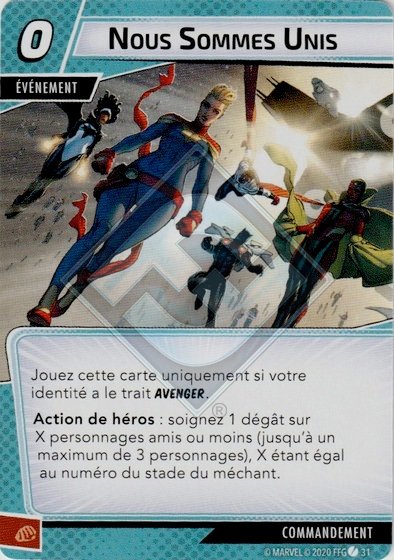 0
NOUS SOMMES UNIS
ÉVÉNEMENT
Jouez cette carte uniquement si votre
identité a le trait AVENGER.
Action de héros : soignez 1 dégât sur
X personnages amis ou moins (jusqu'à un
maximum de 3 personnages), X étant égal
au numéro du stade du méchant.
®
COMMANDEMENT
© MARVEL © 2020 FFG 31